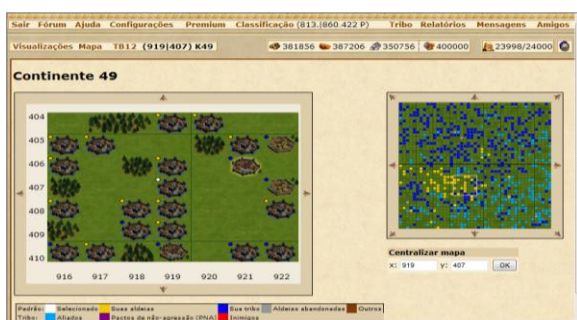 Sair Fórum Ajuda Configurações Premium Classificação (813.|860.422 P) Tribo Relatórios Mensagens Amigos
Visualizações Mapa TB12 (919|407) K49 381856 387206 350756 400000 23998/24000
Continente 49
404
405
406
407
408
409
410
916 917 918 919 920 921 922
Centralizar mapa
x: 919 y: 407 OK
Padrão: Selecionado Suas aldeias Sua tribo Aldeias abandonadas Outros
Tribo: Aliados Pactos de não-agressão (PNA) Inimigos